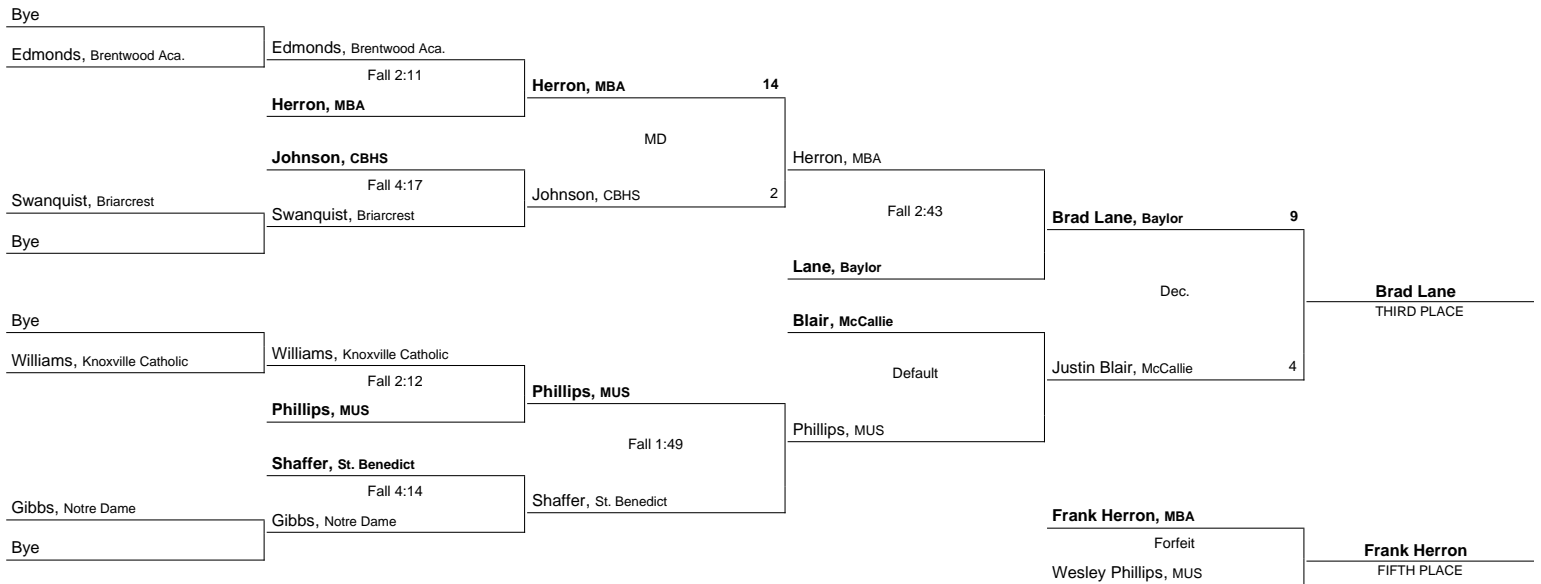 Bye
Edmonds, Brentwood Aca.
Swanquist, Briarcrest
Bye
Bye
Williams, Knoxville Catholic
Gibbs, Notre Dame
Bye
Edmonds, Brentwood Aca.
Fall 2:11
Herron, MBA
Johnson, CBHS
Fall 4:17
Swanquist, Briarcrest
Williams, Knoxville Catholic
Fall 2:12
Phillips, MUS
Shaffer, St. Benedict
Fall 4:14
Gibbs, Notre Dame
Herron, MBA 14
MD
Johnson, CBHS 2
Phillips, MUS
Fall 1:49
Shaffer, St. Benedict
Herron, MBA
Fall 2:43
Lane, Baylor
Blair, McCallie
Default
Phillips, MUS
Brad Lane, Baylor 9
Dec.
Justin Blair, McCallie 4
Brad Lane
THIRD PLACE
Frank Herron, MBA
Forfeit
Wesley Phillips, MUS
Frank Herron
FIFTH PLACE